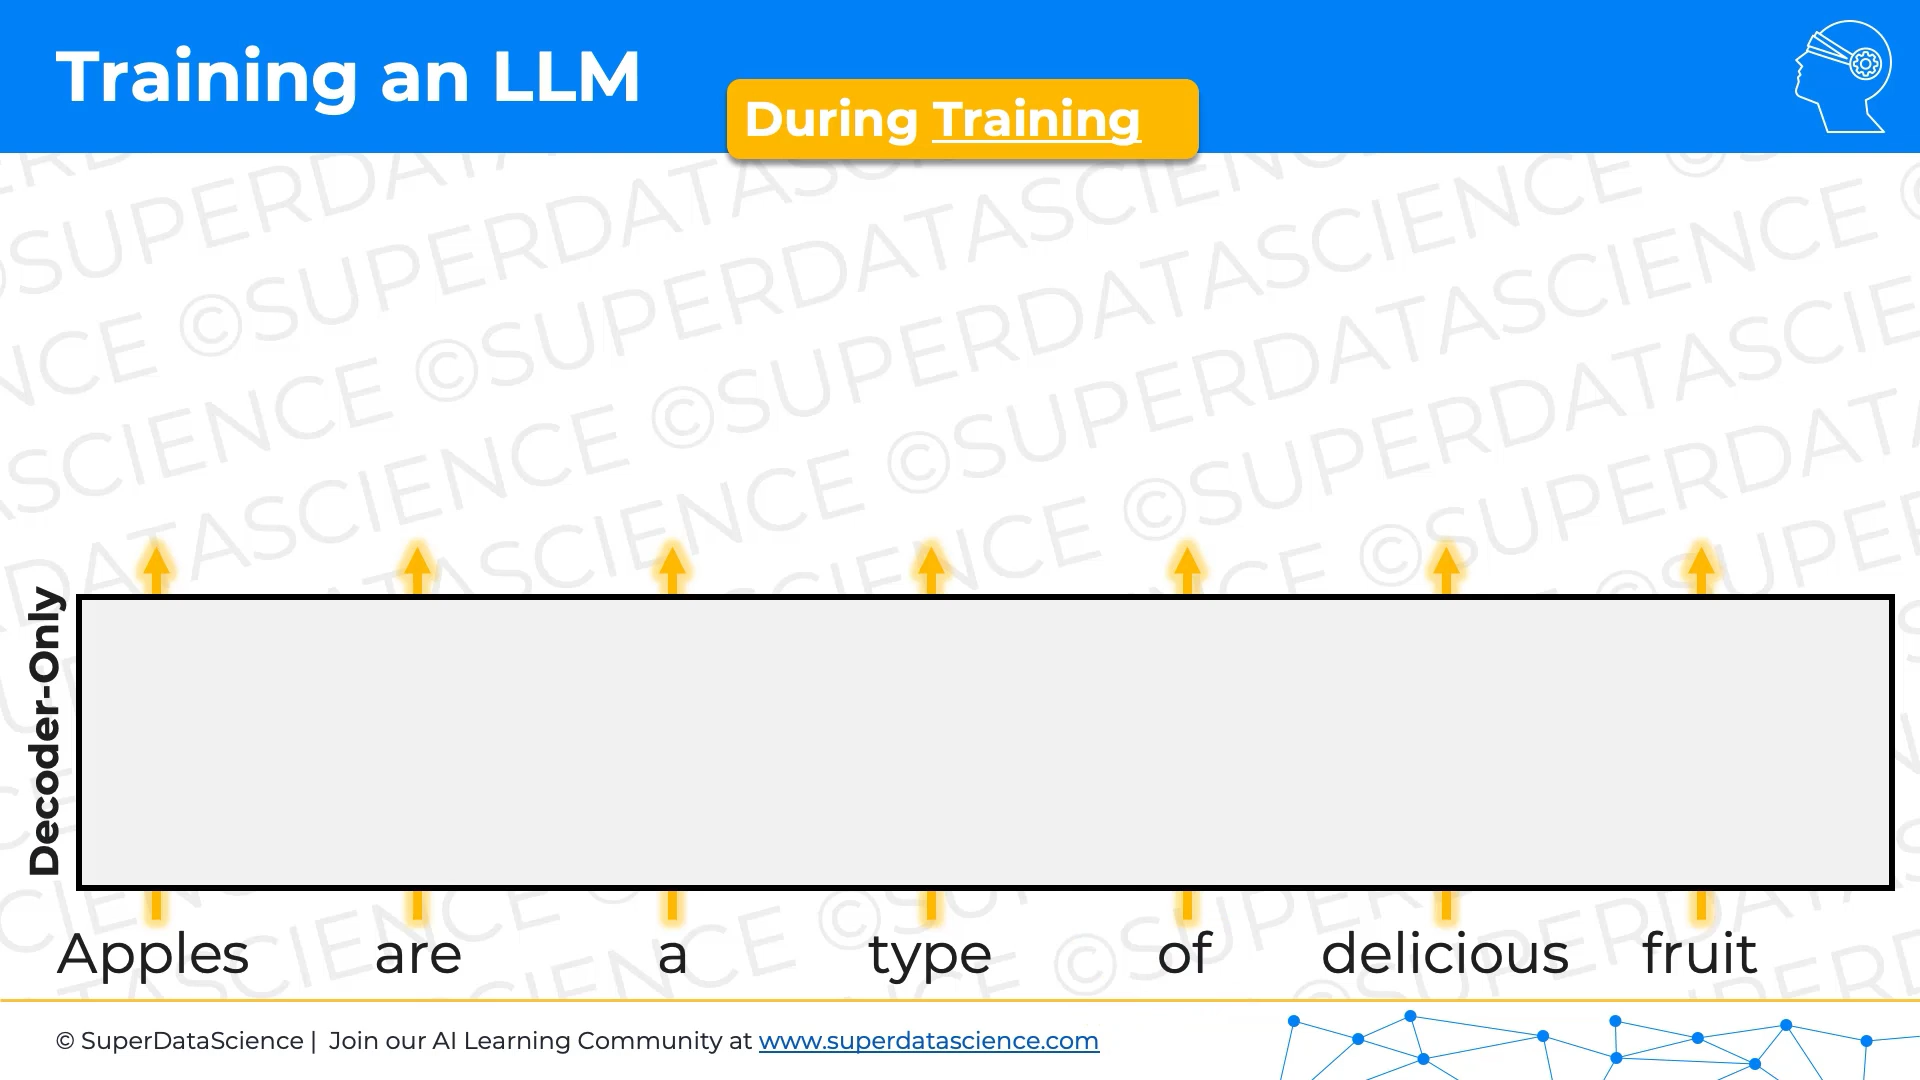 Training an LLM
During Training
Decoder-Only
Apples are a type of delicious fruit
© SuperDataScience | Join our AI Learning Community at www.superdatascience.com
©SUPERDATASCIENCE